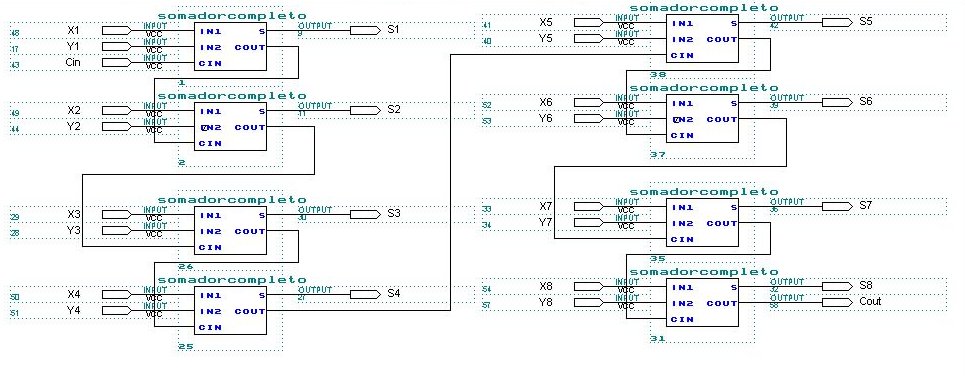 somadorcompleto
48 X1 INPUT VCC IN1 S OUTPUT 9 S1
17 Y1 INPUT VCC IN2 COUT
43 Cin INPUT VCC CIN
1
somadorcompleto
49 X2 INPUT VCC IN1 S OUTPUT 11 S2
44 Y2 INPUT VCC IN2 COUT
CIN
2
somadorcompleto
29 X3 INPUT VCC IN1 S OUTPUT 30 S3
28 Y3 INPUT VCC IN2 COUT
CIN
26
somadorcompleto
50 X4 INPUT VCC IN1 S OUTPUT 27 S4
51 Y4 INPUT VCC IN2 COUT
CIN
25
somadorcompleto
41 X5 INPUT VCC IN1 S OUTPUT 42 S5
40 Y5 INPUT VCC IN2 COUT
CIN
38
somadorcompleto
52 X6 INPUT VCC IN1 S OUTPUT 39 S6
53 Y6 INPUT VCC IN2 COUT
CIN
37
somadorcompleto
33 X7 INPUT VCC IN1 S OUTPUT 36 S7
34 Y7 INPUT VCC IN2 COUT
CIN
35
somadorcompleto
54 X8 INPUT VCC IN1 S OUTPUT 32 S8
57 Y8 INPUT VCC IN2 COUT OUTPUT 58 Cout
CIN
31